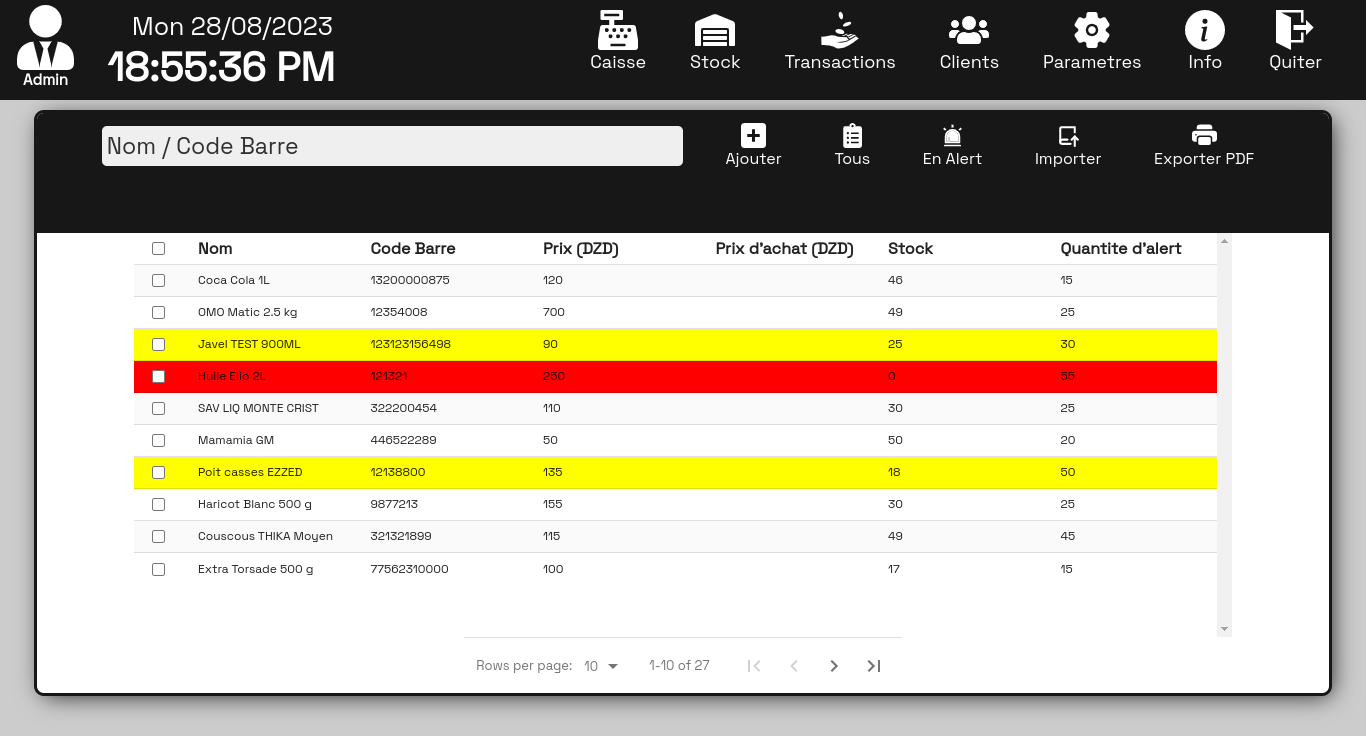 Mon 28/08/2023
18:55:36 PM
Admin
Caisse Stock Transactions Clients Parametres Info Quiter
Nom / Code Barre
Ajouter Tous En Alert Importer Exporter PDF
Nom Code Barre Prix (DZD) Prix d'achat (DZD) Stock Quantite d'alert
Coca Cola 1L 13200000875 120 46 15
OMO Matic 2.5 kg 12354008 700 49 25
Javel TEST 900ML 123123156498 90 25 30
Huile Elio 2L 121321 250 0 55
SAV LIQ MONTE CRIST 322200454 110 30 25
Mamamia GM 446522289 50 50 20
Poit casses EZZED 12138800 135 18 50
Haricot Blanc 500 g 9877213 155 30 25
Couscous THIKA Moyen 321321899 115 49 45
Extra Torsade 500 g 77562310000 100 17 15
Rows per page: 10 1-10 of 27